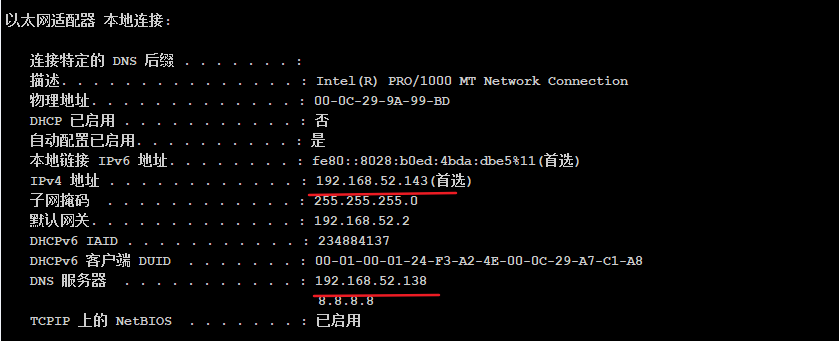 以太网适配器 本地连接:
连接特定的 DNS 后缀 . . . . . . . :
描述. . . . . . . . . . . . . . . : Intel(R) PRO/1000 MT Network Connection
物理地址. . . . . . . . . . . . . : 00-0C-29-9A-99-BD
DHCP 已启用 . . . . . . . . . . . : 否
自动配置已启用. . . . . . . . . . : 是
本地链接 IPv6 地址. . . . . . . . : fe80::8028:b0ed:4bda:dbe5%11(首选)
IPv4 地址 . . . . . . . . . . . . : 192.168.52.143(首选)
子网掩码  . . . . . . . . . . . . : 255.255.255.0
默认网关. . . . . . . . . . . . . : 192.168.52.2
DHCPv6 IAID . . . . . . . . . . . : 234884137
DHCPv6 客户端 DUID  . . . . . . . : 00-01-00-01-24-F3-A2-4E-00-0C-29-A7-C1-A8
DNS 服务器  . . . . . . . . . . . : 192.168.52.138
8.8.8.8
TCPIP 上的 NetBIOS  . . . . . . . : 已启用